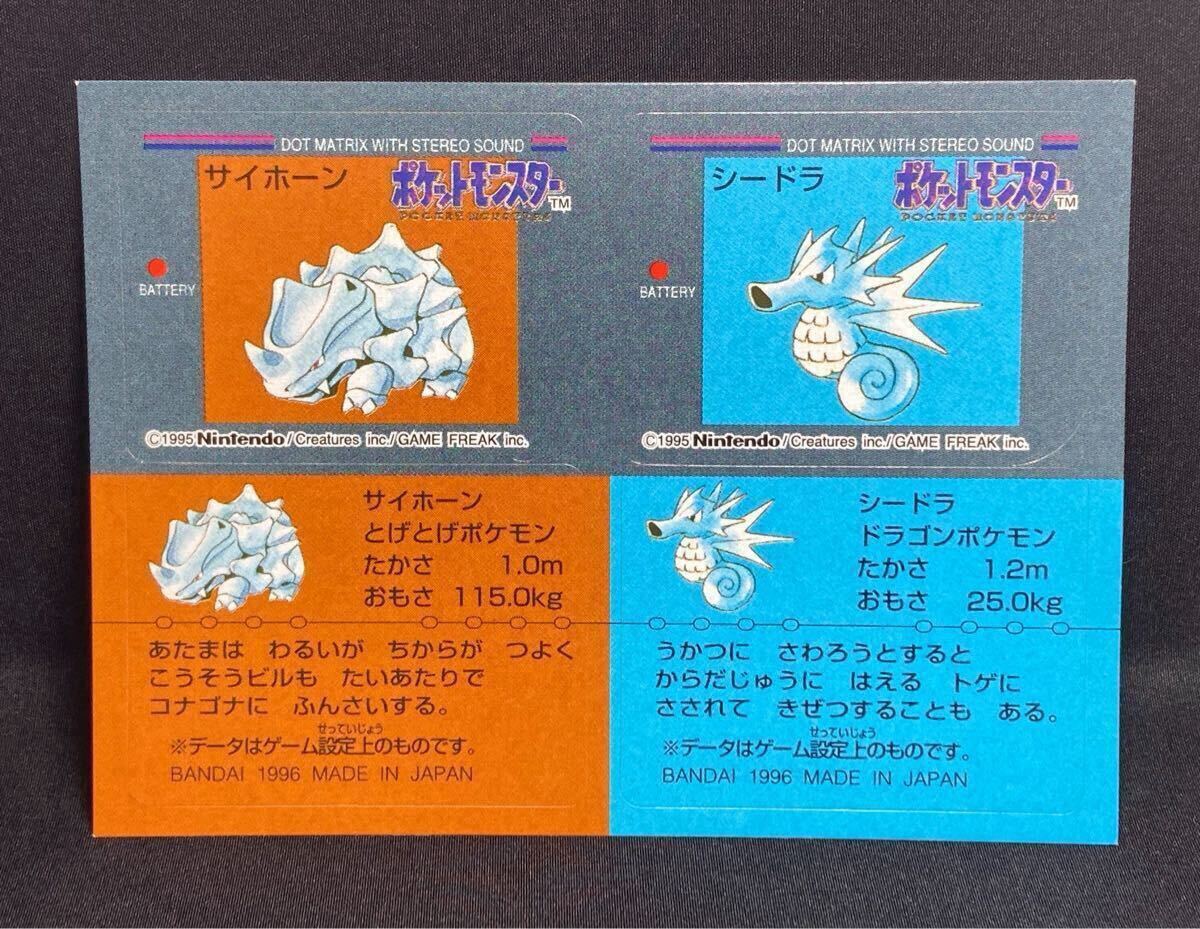 DOT MATRIX WITH STEREO SOUND
サイホーン
ポケットモンスター™
POCKET MONSTERS
BATTERY
©1995 Nintendo/Creatures inc./GAME FREAK inc.
サイホーン
とげとげポケモン
たかさ 1.0m
おもさ 115.0kg
あたまは わるいが ちからが つよく
こうそうビルも たいあたりで
コナゴナに ふんさいする。
せっていじょう
※データはゲーム設定上のものです。
BANDAI 1996 MADE IN JAPAN
DOT MATRIX WITH STEREO SOUND
シードラ
ポケットモンスター™
POCKET MONSTERS
BATTERY
©1995 Nintendo/Creatures inc./GAME FREAK inc.
シードラ
ドラゴンポケモン
たかさ 1.2m
おもさ 25.0kg
うかつに さわろうとすると
からだじゅうに はえる トゲに
さされて きぜつすることも ある。
せっていじょう
※データはゲーム設定上のものです。
BANDAI 1996 MADE IN JAPAN